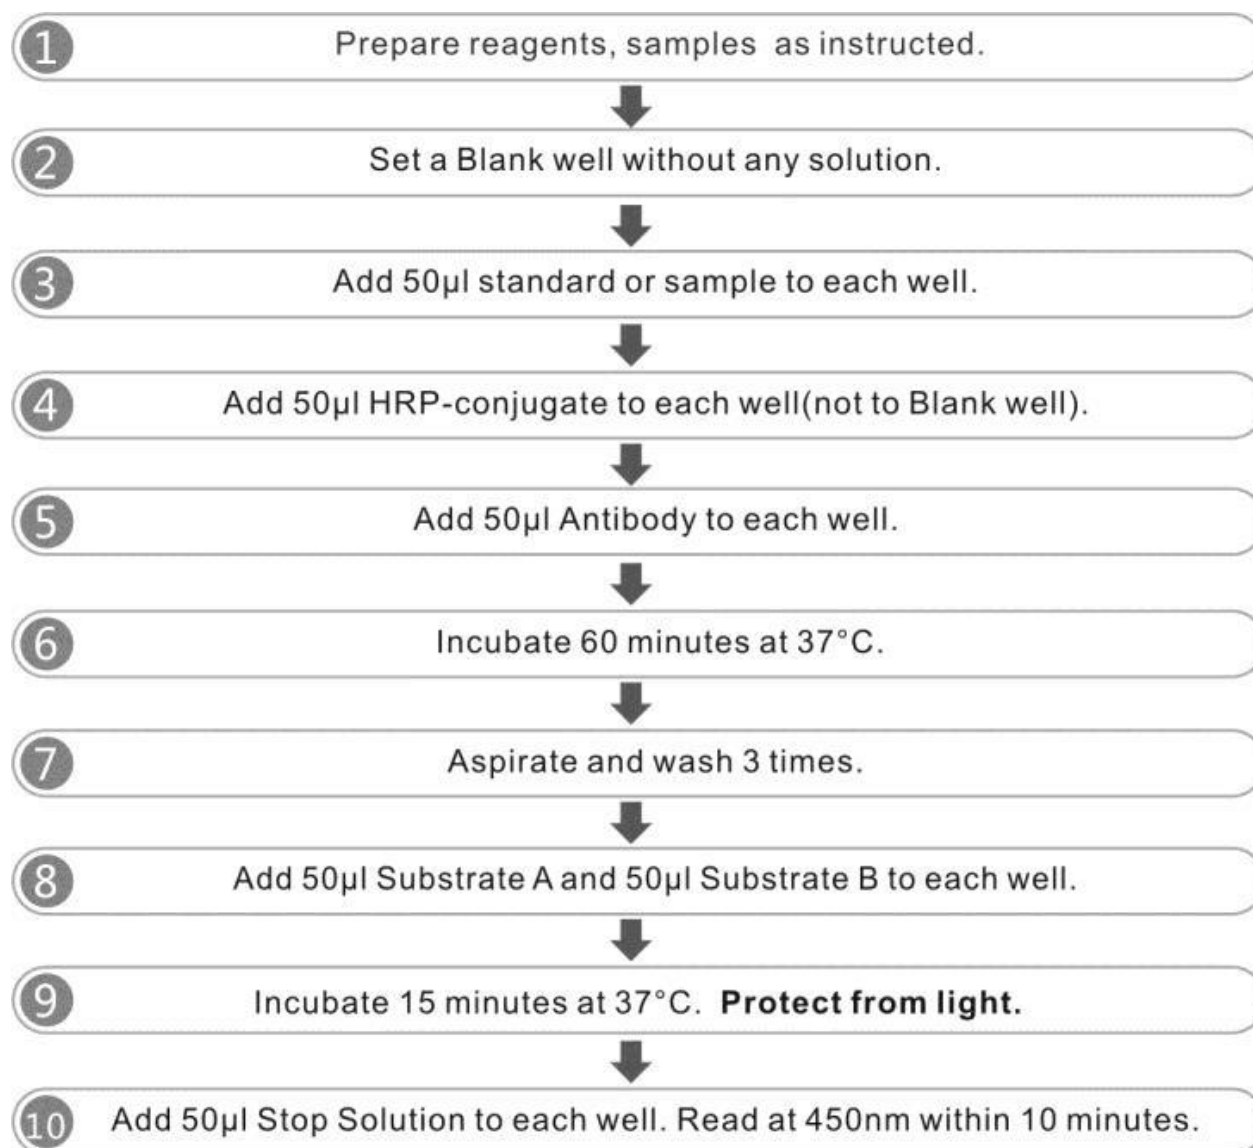 1 Prepare reagents, samples as instructed.
2 Set a Blank well without any solution.
3 Add 50µl standard or sample to each well.
4 Add 50µl HRP-conjugate to each well(not to Blank well).
5 Add 50µl Antibody to each well.
6 Incubate 60 minutes at 37°C.
7 Aspirate and wash 3 times.
8 Add 50µl Substrate A and 50µl Substrate B to each well.
9 Incubate 15 minutes at 37°C. Protect from light.
10 Add 50µl Stop Solution to each well. Read at 450nm within 10 minutes.